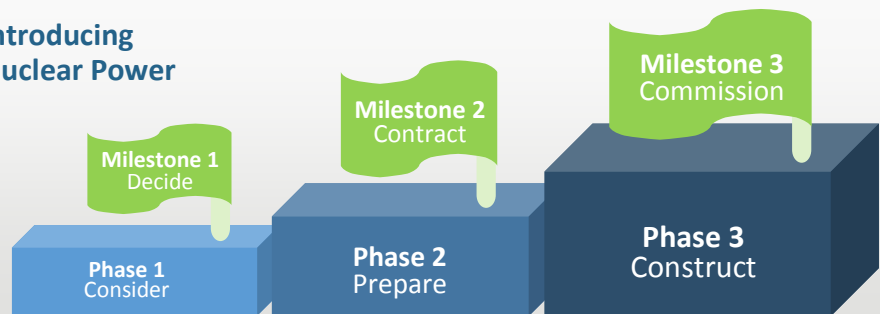 ntroducing
uclear Power
Milestone 1
Decide
Milestone 2
Contract
Milestone 3
Commission
Phase 1
Consider
Phase 2
Prepare
Phase 3
Construct